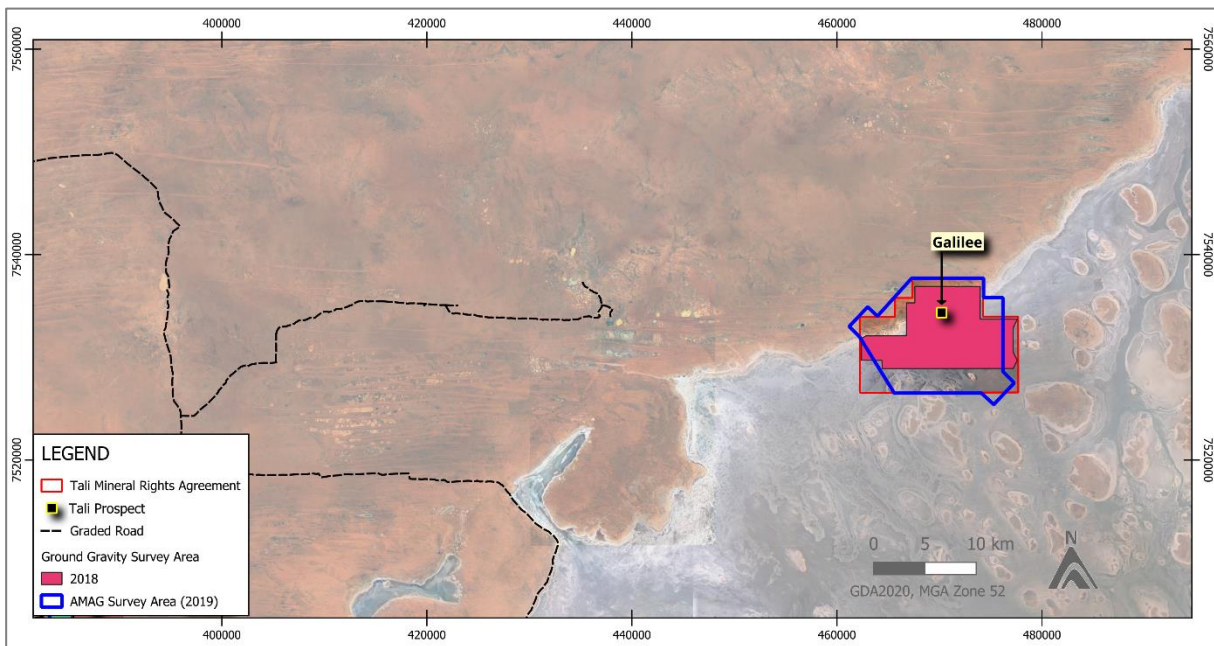 400000
420000
440000
460000
480000
7560000
7560000
7540000
7540000
Galilee
7520000
7520000
LEGEND
Tali Mineral Rights Agreement
Tali Prospect
Graded Road
Ground Gravity Survey Area
2018
AMAG Survey Area (2019)
0 5 10 km
N
GDA2020, MGA Zone 52
400000
420000
440000
460000
480000